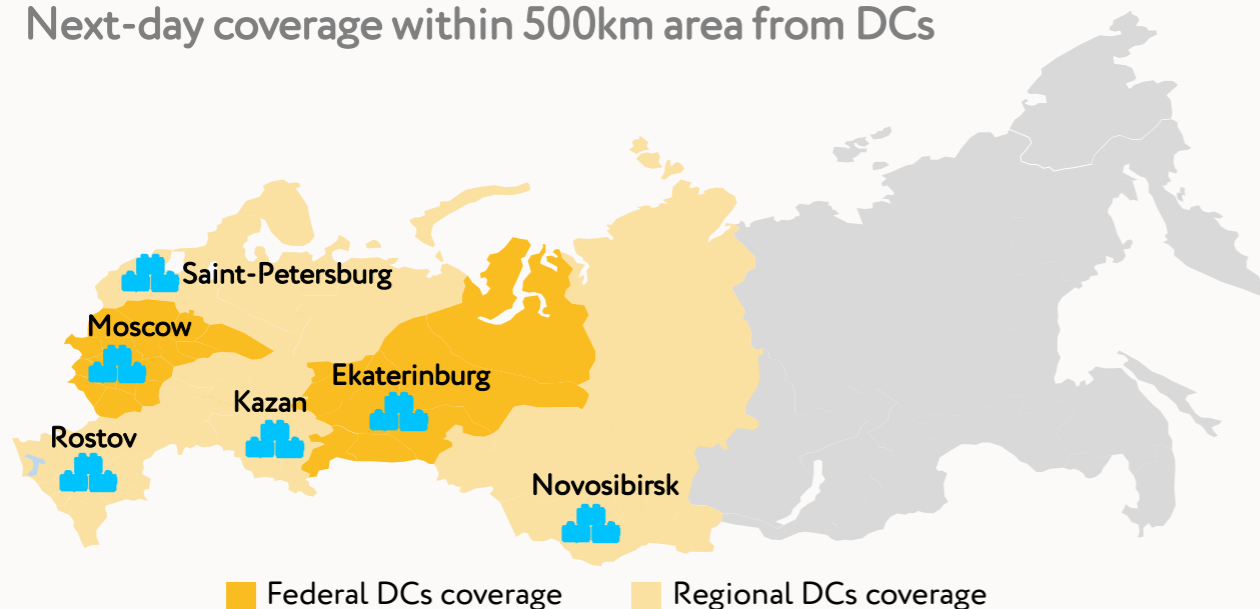 Next-day coverage within 500km area from DCs
Saint-Petersburg
Moscow
Ekaterinburg
Kazan
Rostov
Novosibirsk
Federal DCs coverage
Regional DCs coverage